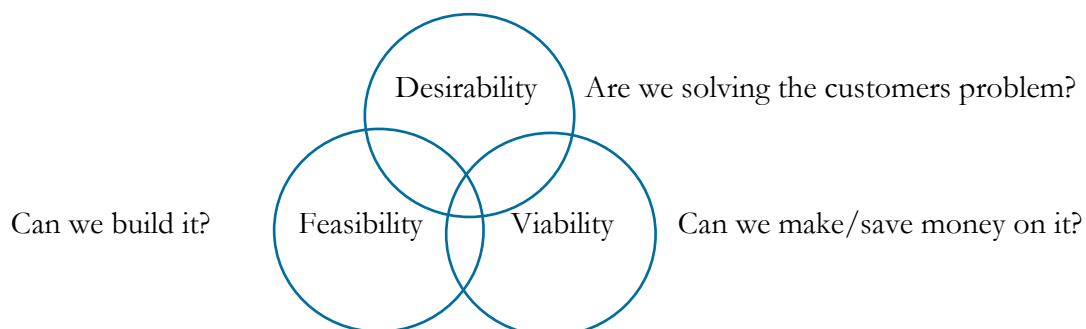 Desirability Are we solving the customers problem?
Can we build it? Feasibility Viability Can we make/save money on it?